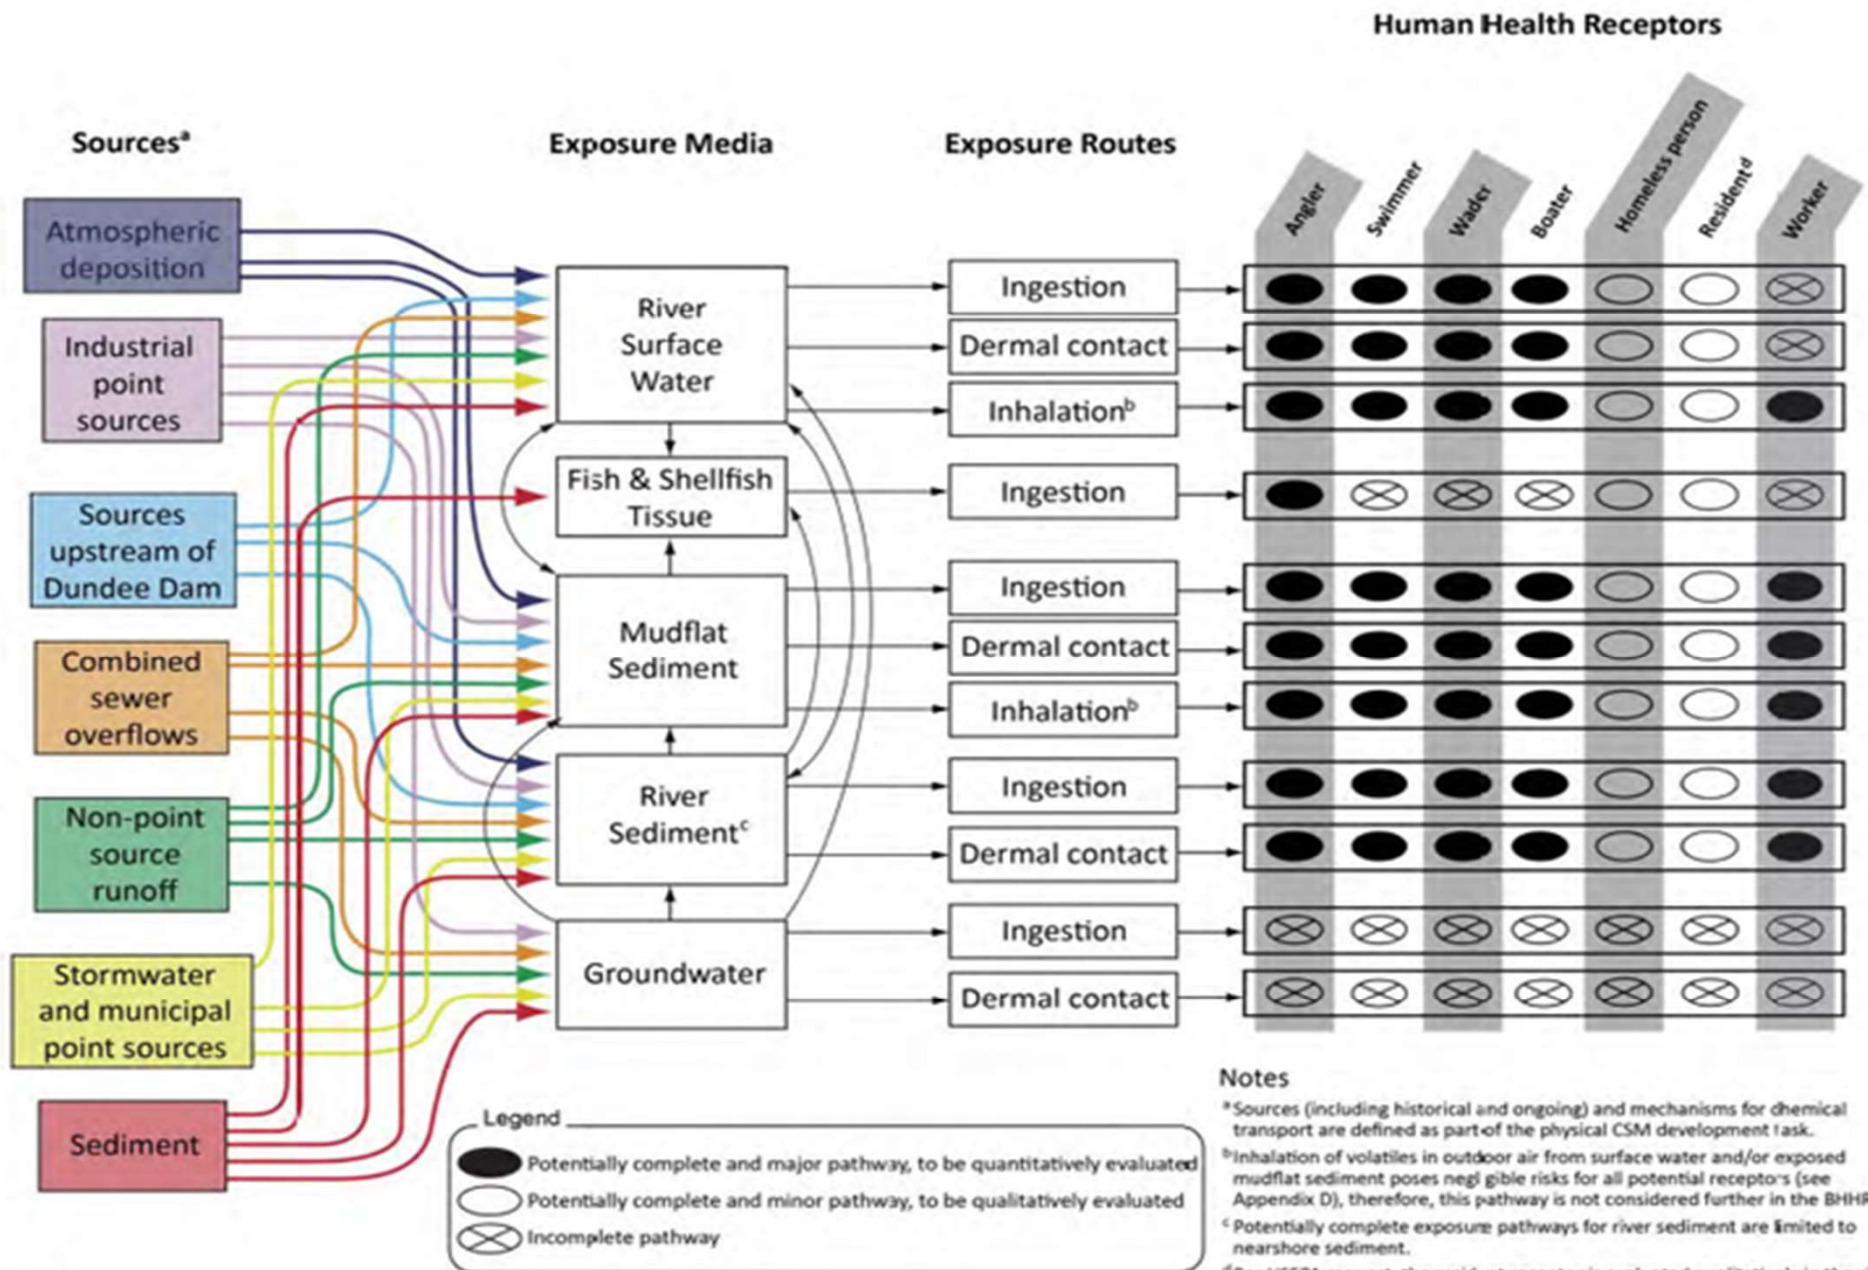 Human Health Receptors
Sourcesᵃ
Exposure Media
Exposure Routes
Angler
Swimmer
Wader
Boater
Homeless person
Residentᵈ
Worker
Atmospheric
deposition
Industrial
point
sources
Sources
upstream of
Dundee Dam
Combined
sewer
overflows
Non-point
source
runoff
Stormwater
and municipal
point sources
Sediment
River
Surface
Water
Fish & Shellfish
Tissue
Mudflat
Sediment
River
Sedimentᶜ
Groundwater
Ingestion
Dermal contact
Inhalationᵇ
Ingestion
Ingestion
Dermal contact
Inhalationᵇ
Ingestion
Dermal contact
Ingestion
Dermal contact
Legend
Potentially complete and major pathway, to be quantitatively evaluated
Potentially complete and minor pathway, to be qualitatively evaluated
Incomplete pathway
Notes
ᵃ Sources (including historical and ongoing) and mechanisms for chemical
transport are defined as part of the physical CSM development task.
ᵇ Inhalation of volatiles in outdoor air from surface water and/or exposed
mudflat sediment poses negligible risks for all potential receptors (see
Appendix D), therefore, this pathway is not considered further in the BHHR
ᶜ Potentially complete exposure pathways for river sediment are limited to
nearshore sediment.